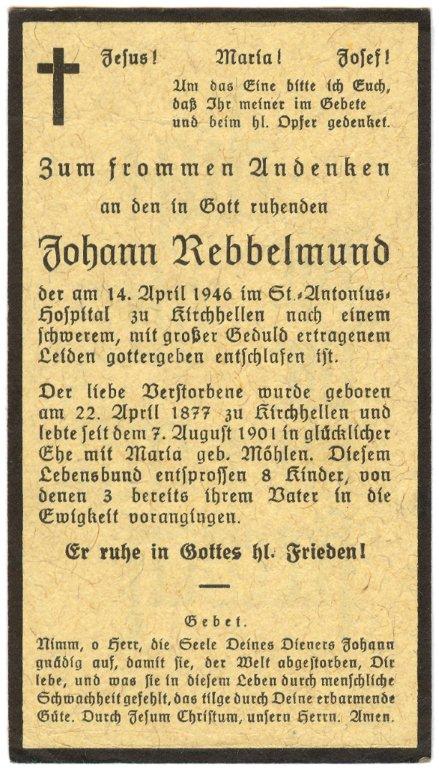 Jesus! Maria! Josef!
Um das Eine bitte ich Euch,
daß Ihr meiner im Gebete
und beim hl. Opfer gedenket.
Zum frommen Andenken
an den in Gott ruhenden
Johann Rebbelmund
der am 14. April 1946 im St.-Antonius-
Hospital zu Kirchhellen nach einem
schwerem, mit großer Geduld ertragenem
Leiden gottergeben entschlafen ist.
Der liebe Verstorbene wurde geboren
am 22. April 1877 zu Kirchhellen und
lebte seit dem 7. August 1901 in glücklicher
Ehe mit Maria geb. Möhlen. Diesem
Lebensbund entsprossen 8 Kinder, von
denen 3 bereits ihrem Vater in die
Ewigkeit vorangingen.
Er ruhe in Gottes hl. Frieden!
Gebet.
Nimm, o Herr, die Seele Deines Dieners Johann
gnädig auf, damit sie, der Welt abgestorben, Dir
lebe, und was sie in diesem Leben durch menschliche
Schwachheit gefehlt, das tilge durch Deine erbarmende
Güte. Durch Jesum Christum, unsern Herrn. Amen.